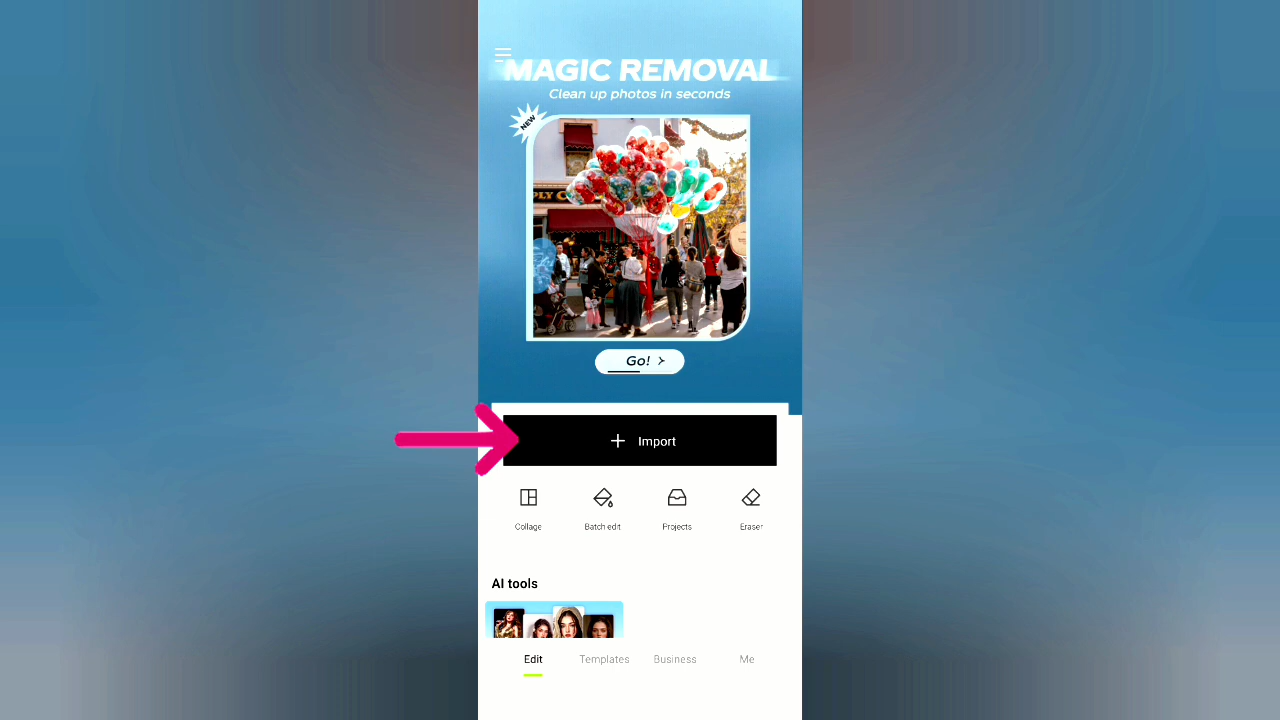 MAGIC REMOVAL
Clean up photos in seconds
NEW
PLY C
Go!
Import
Collage Batch edit Projects Eraser
AI tools
Edit Templates Business Me